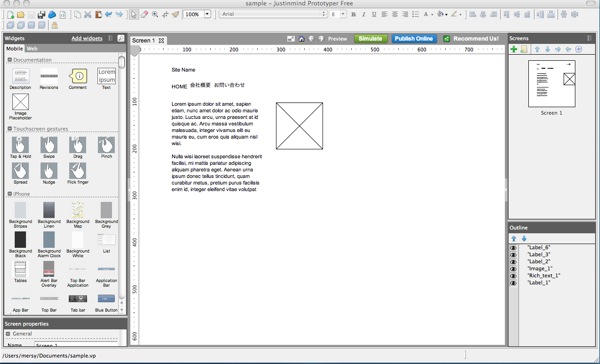 sample - Justinmind Prototyper Free
100%
Arial
Widgets
Add widgets
Mobile
Web
Documentation
Description
Revisions
Comment
Text
Image Placeholder
Touchscreen gestures
Tap & Hold
Swipe
Drag
Pinch
Spread
Nudge
Flick finger
iPhone
Background Stripes
Background Linen
Background Map
Background Grey
Background Black
Background Alarm Clock
Background White
List
Tables
Alert Bar Overlay
Top Bar Application
Application Bar
App Bar
Top Bar
Tab bar
Blue Button
Screen properties
General
Name
Screen 1
/Users/mersy/Documents/sample.vp
Screen 1
Preview
Simulate
Publish Online
Recommend Us!
0 100 200 300 400 500 600 700
100
200
300
400
500
600
Site Name
HOME 会社概要 お問い合わせ
Lorem ipsum dolor sit amet, sapien
etiam, nunc amet dolor ac odio mauris
justo. Luctus arcu, urna praesent at id
quisque ac. Arcu massa vestibulum
malesuada, integer vivamus elit eu
mauris eu, cum eros quis aliquam nisl
wisi.
Nulla wisi laoreet suspendisse hendrerit
facilisi, mi mattis pariatur adipiscing
aliquam pharetra eget. Aenean urna
ipsum donec tellus tincidunt, quam
curabitur metus, pretium purus facilisis
enim id, integer eleifend vitae volutpat
Screens
Screen 1
Outline
"Label_6"
"Label_3"
"Label_2"
"Image_1"
"Rich_text_1"
"Label_1"